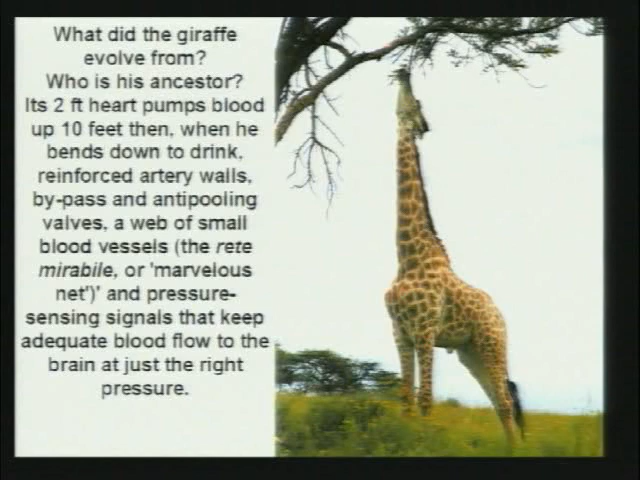 What did the giraffe
evolve from?
Who is his ancestor?
Its 2 ft heart pumps blood
up 10 feet then, when he
bends down to drink,
reinforced artery walls,
by-pass and antipooling
valves, a web of small
blood vessels (the rete
mirabile, or 'marvelous
net')' and pressure-
sensing signals that keep
adequate blood flow to the
brain at just the right
pressure.